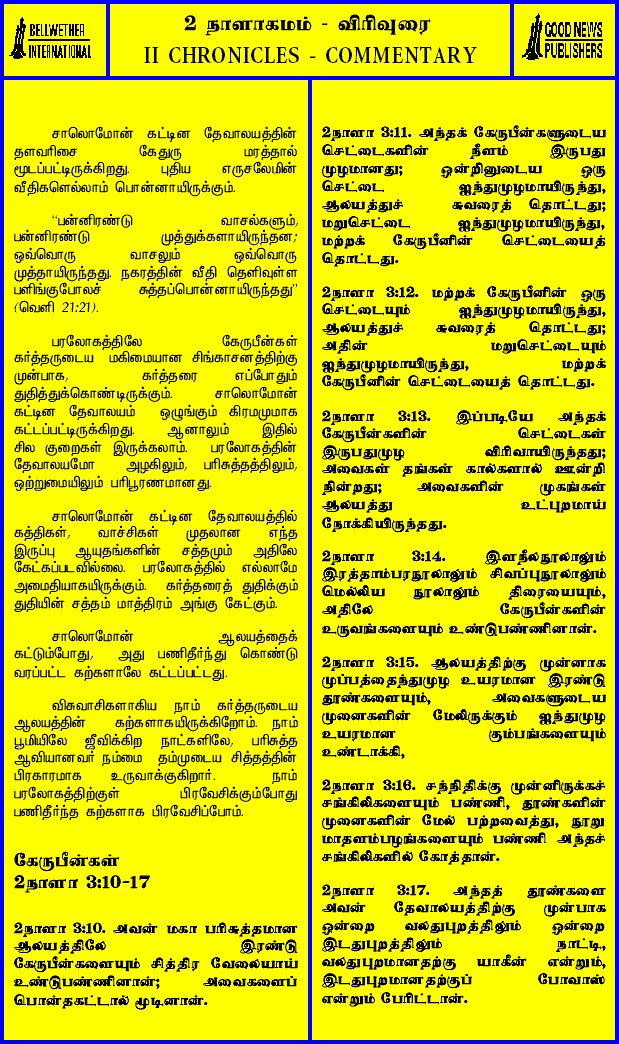 BELLWETHER
INTERNATIONAL
2 நாளாகமம் - விரிவுரை
II CHRONICLES - COMMENTARY
GOOD NEWS
PUBLISHERS
சாலொமோன் கட்டின தேவாலயத்தின்
தளவரிசை கேதுரு மரத்தால்
மூடப்பட்டிருக்கிறது. புதிய எருசலேமின்
வீதிகளெல்லாம் பொன்னாயிருக்கும்.
“பன்னிரண்டு வாசல்களும்,
பன்னிரண்டு முத்துக்களாயிருந்தன;
ஒவ்வொரு வாசலும் ஒவ்வொரு
முத்தாயிருந்தது. நகரத்தின் வீதி தெளிவுள்ள
பளிங்குபோலச் சுத்தப்பொன்னாயிருந்தது”
(வெளி 21:21).
பரலோகத்திலே கேருபீன்கள்
கர்த்தருடைய மகிமையான சிங்காசனத்திற்கு
முன்பாக, கர்த்தரை எப்போதும்
துதித்துக்கொண்டிருக்கும். சாலொமோன்
கட்டின தேவாலயம் ஒழுங்கும் கிரமமுமாக
கட்டப்பட்டிருக்கிறது. ஆனாலும் இதில்
சில குறைகள் இருக்கலாம். பரலோகத்தின்
தேவாலயமோ அழகிலும், பரிசுத்தத்திலும்,
ஒற்றுமையிலும் பரிபூரணமானது.
சாலொமோன் கட்டின தேவாலயத்தில்
கத்திகள், வாச்சிகள் முதலான எந்த
இருப்பு ஆயுதங்களின் சத்தமும் அதிலே
கேட்கப்படவில்லை. பரலோகத்தில் எல்லாமே
அமைதியாகயிருக்கும். கர்த்தரைத் துதிக்கும்
துதியின் சத்தம் மாத்திரம் அங்கு கேட்கும்.
சாலொமோன் ஆலயத்தைக்
கட்டும்போது, அது பணிதீர்ந்து கொண்டு
வரப்பட்ட கற்களாலே கட்டப்பட்டது.
விசுவாசிகளாகிய நாம் கர்த்தருடைய
ஆலயத்தின் கற்களாகயிருக்கிறோம். நாம்
பூமியிலே ஜீவிக்கிற நாட்களிலே, பரிசுத்த
ஆவியானவர் நம்மை தம்முடைய சித்தத்தின்
பிரகாரமாக உருவாக்குகிறார். நாம்
பரலோகத்திற்குள் பிரவேசிக்கும்போது
பணிதீர்ந்த கற்களாக பிரவேசிப்போம்.
கேருபீன்கள்
2நாளா 3:10-17
2நாளா 3:10. அவன் மகா பரிசுத்தமான
ஆலயத்திலே இரண்டு
கேருபீன்களையும் சித்திர வேலையாய்
உண்டுபண்ணினான்; அவைகளைப்
பொன்தகட்டால் மூடினான்.
2நாளா 3:11. அந்தக் கேருபீன்களுடைய
செட்டைகளின் நீளம் இருபது
முழமானது; ஒன்றினுடைய ஒரு
செட்டை ஐந்துமுழமாயிருந்து,
ஆலயத்துச் சுவரைத் தொட்டது;
மறுசெட்டை ஐந்துமுழமாயிருந்து,
மற்றக் கேருபீனின் செட்டையைத்
தொட்டது.
2நாளா 3:12. மற்றக் கேருபீனின் ஒரு
செட்டையும் ஐந்துமுழமாயிருந்து,
ஆலயத்துச் சுவரைத் தொட்டது;
அதின் மறுசெட்டையும்
ஐந்துமுழமாயிருந்து, மற்றக்
கேருபீனின் செட்டையைத் தொட்டது.
2நாளா 3:13. இப்படியே அந்தக்
கேருபீன்களின் செட்டைகள்
இருபதுமுழ விரிவாயிருந்தது;
அவைகள் தங்கள் கால்களால் ஊன்றி
நின்றது; அவைகளின் முகங்கள்
ஆலயத்து உட்புறமாய்
நோக்கியிருந்தது.
2நாளா 3:14. இளநீலநூலாலும்
இரத்தாம்பரநூலாலும் சிவப்புநூலாலும்
மெல்லிய நூலாலும் திரையையும்,
அதிலே கேருபீன்களின்
உருவங்களையும் உண்டுபண்ணினான்.
2நாளா 3:15. ஆலயத்திற்கு முன்னாக
முப்பத்தைந்துமுழ உயரமான இரண்டு
தூண்களையும், அவைகளுடைய
முனைகளின் மேலிருக்கும் ஐந்துமுழ
உயரமான கும்பங்களையும்
உண்டாக்கி,
2நாளா 3:16. சந்நிதிக்கு முன்னிருக்கச்
சங்கிலிகளையும் பண்ணி, தூண்களின்
முனைகளின் மேல் பற்றவைத்து, நூறு
மாதளம்பழங்களையும் பண்ணி அந்தச்
சங்கிலிகளில் கோத்தான்.
2நாளா 3:17. அந்தத் தூண்களை
அவன் தேவாலயத்திற்கு முன்பாக
ஒன்றை வலதுபுறத்திலும் ஒன்றை
இடதுபுறத்திலும் நாட்டி,
வலதுபுறமானதற்கு யாகீன் என்றும்,
இடதுபுறமானதற்குப் போவாஸ்
என்றும் பேரிட்டான்.